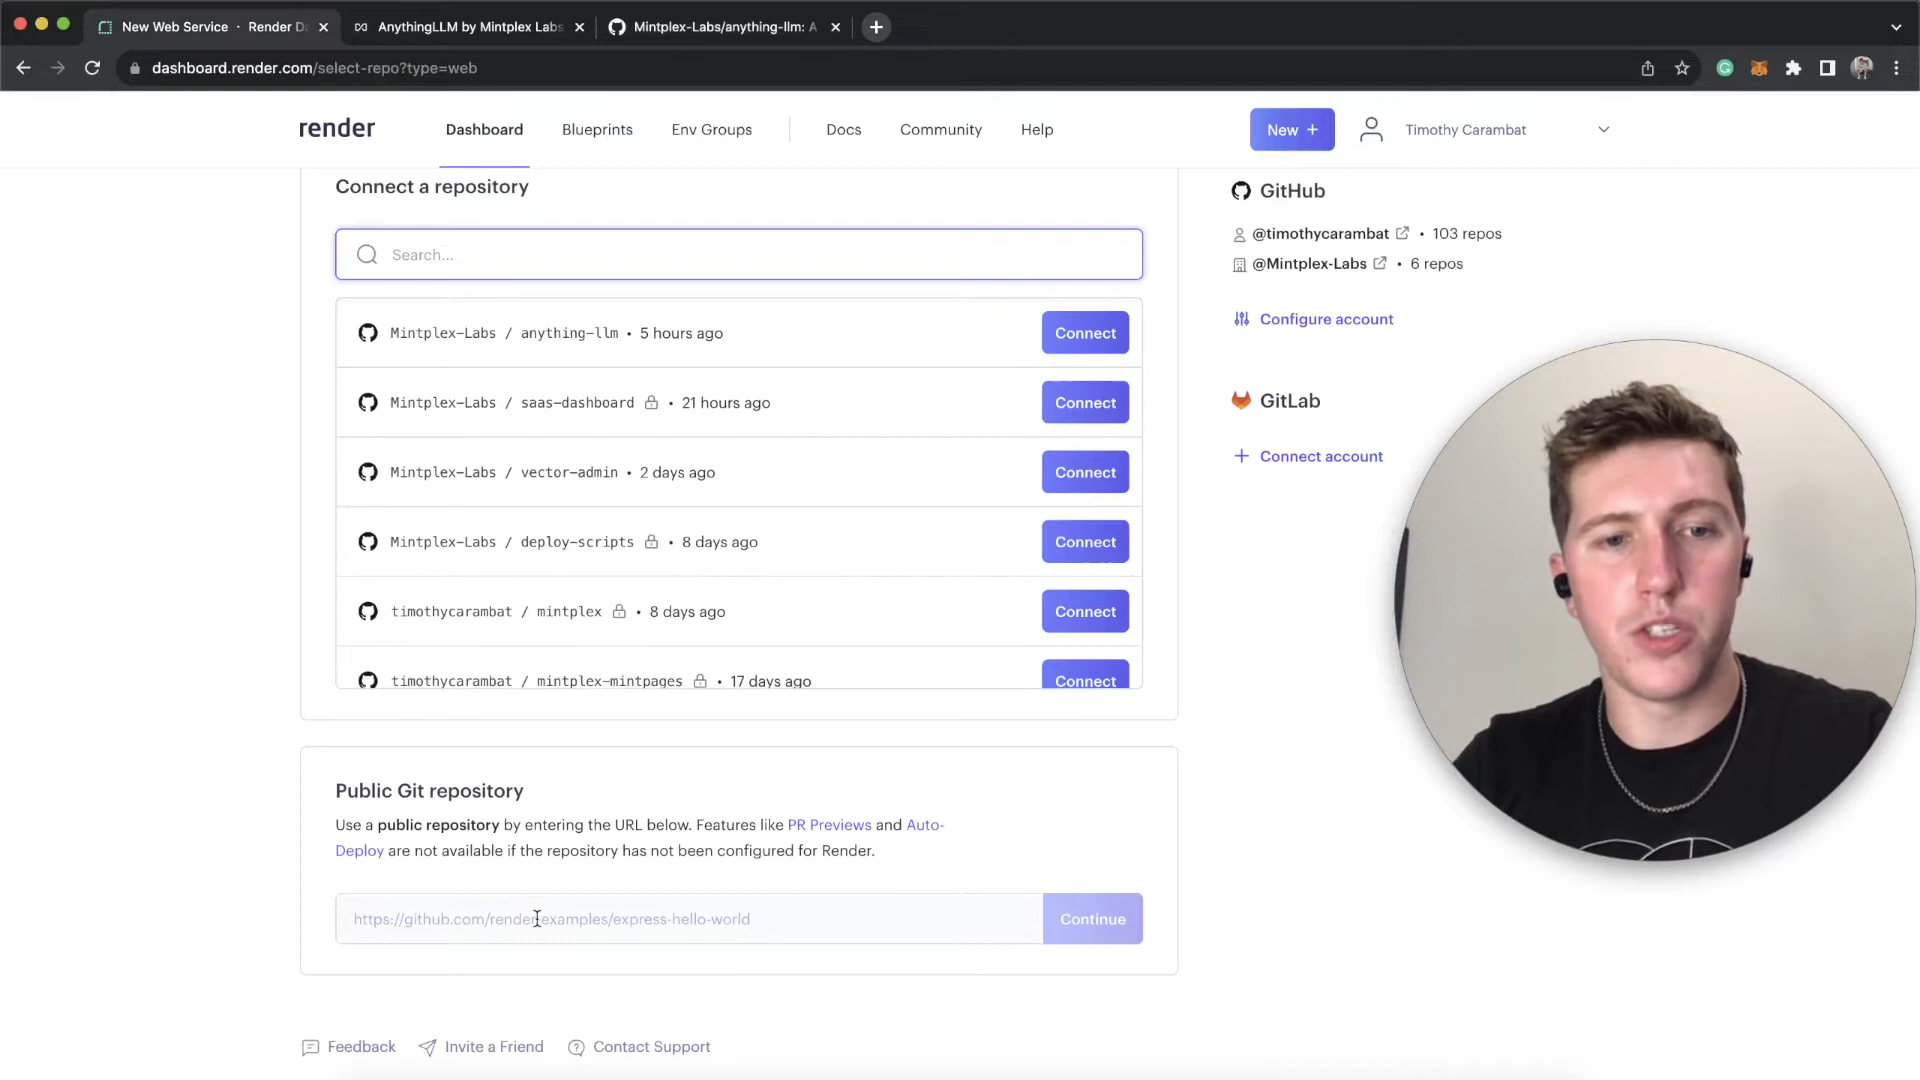 New Web Service · Render Da
AnythingLLM by Mintplex Labs
Mintplex-Labs/anything-llm: A
dashboard.render.com/select-repo?type=web
render
Dashboard
Blueprints
Env Groups
Docs
Community
Help
New +
Timothy Carambat
Connect a repository
Search...
Mintplex-Labs / anything-llm • 5 hours ago
Connect
Mintplex-Labs / saas-dashboard • 21 hours ago
Connect
Mintplex-Labs / vector-admin • 2 days ago
Connect
Mintplex-Labs / deploy-scripts • 8 days ago
Connect
timothycarambat / mintplex • 8 days ago
Connect
timothycarambat / mintplex-mintpages • 17 days ago
Connect
GitHub
@timothycarambat • 103 repos
@Mintplex-Labs • 6 repos
Configure account
GitLab
+ Connect account
Public Git repository
Use a public repository by entering the URL below. Features like PR Previews and Auto-
Deploy are not available if the repository has not been configured for Render.
https://github.com/render-examples/express-hello-world
Continue
Feedback
Invite a Friend
Contact Support